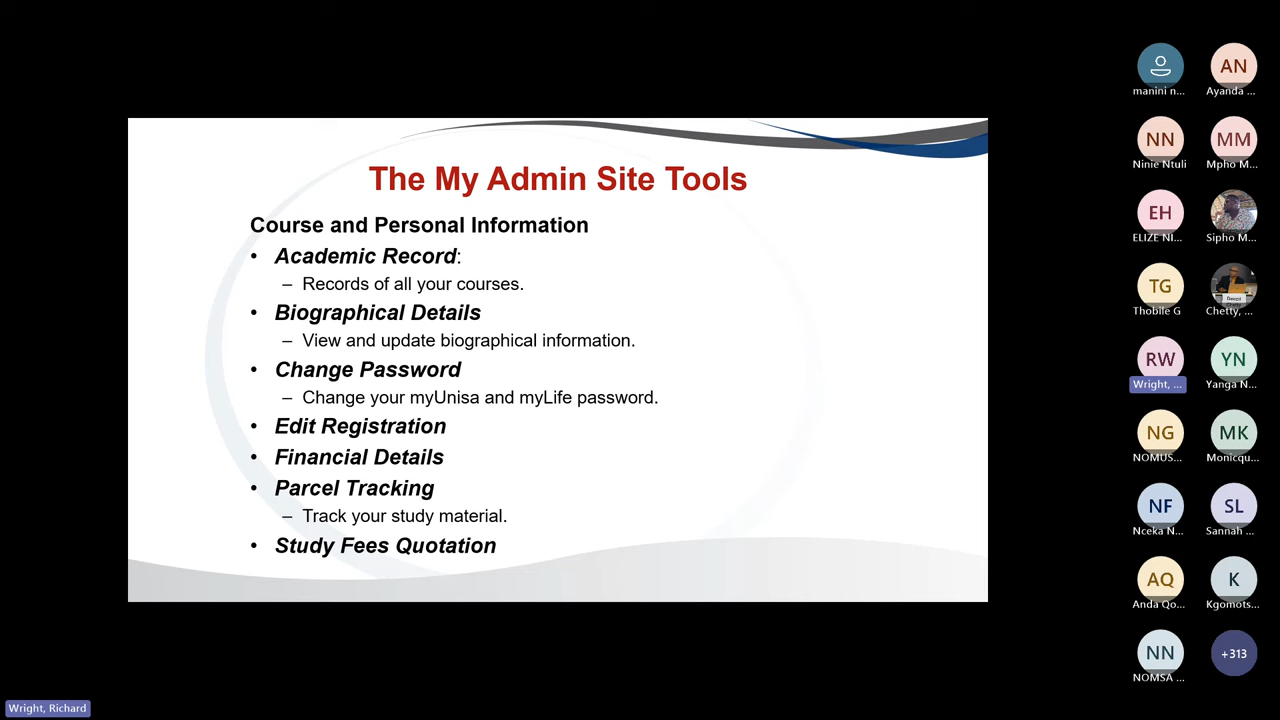 The My Admin Site Tools
Course and Personal Information
• Academic Record:
– Records of all your courses.
• Biographical Details
– View and update biographical information.
• Change Password
– Change your myUnisa and myLife password.
• Edit Registration
• Financial Details
• Parcel Tracking
– Track your study material.
• Study Fees Quotation
manini n...
AN
Ayanda ...
NN
Ninie Ntuli
MM
Mpho M...
EH
ELIZE NI...
Sipho M...
TG
Thobile G
Chetty, ...
RW
Wright, ...
YN
Yanga N...
NG
NOMUS...
MK
Monicqu...
NF
Nceka N...
SL
Sannah ...
AQ
Anda Qo...
K
Kgomots...
NN
NOMSA ...
+313
Wright, Richard